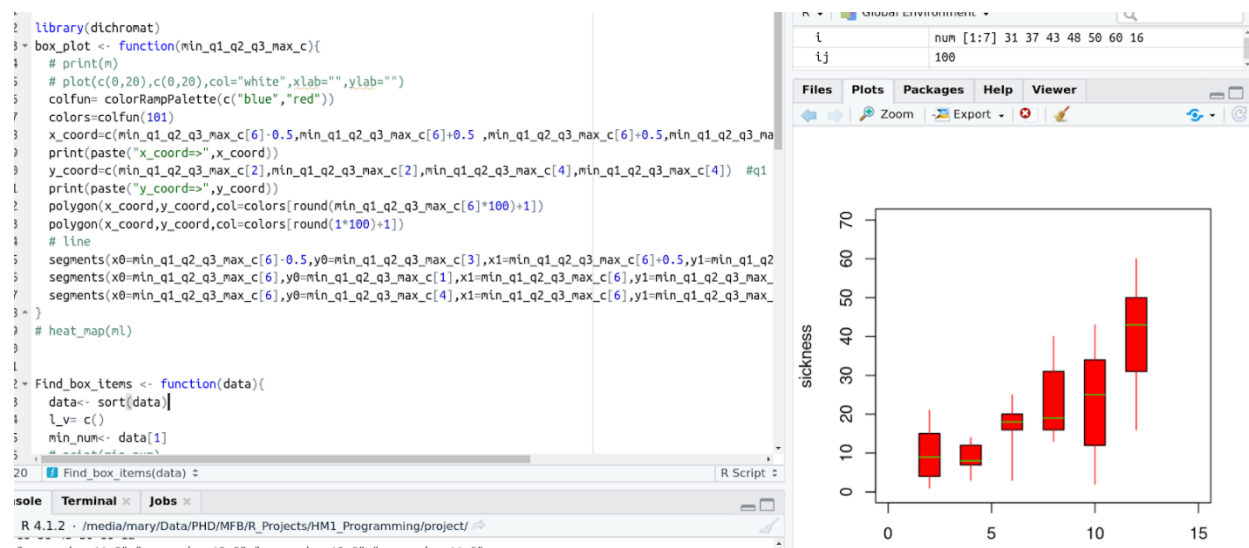 library(dichromat)
box_plot <- function(min_q1_q2_q3_max_c){
# print(m)
# plot(c(0,20),c(0,20),col="white",xlab="",ylab="")
colfun= colorRampPalette(c("blue","red"))
colors=colfun(101)
x_coord=c(min_q1_q2_q3_max_c[6]-0.5,min_q1_q2_q3_max_c[6]+0.5 ,min_q1_q2_q3_max_c[6]+0.5,min_q1_q2_q3_ma
print(paste("x_coord=>",x_coord))
y_coord=c(min_q1_q2_q3_max_c[2],min_q1_q2_q3_max_c[2],min_q1_q2_q3_max_c[4],min_q1_q2_q3_max_c[4]) #q1
print(paste("y_coord=>",y_coord))
polygon(x_coord,y_coord,col=colors[round(min_q1_q2_q3_max_c[6]*100)+1])
polygon(x_coord,y_coord,col=colors[round(1*100)+1])
# line
segments(x0=min_q1_q2_q3_max_c[6]-0.5,y0=min_q1_q2_q3_max_c[3],x1=min_q1_q2_q3_max_c[6]+0.5,y1=min_q1_q2
segments(x0=min_q1_q2_q3_max_c[6],y0=min_q1_q2_q3_max_c[1],x1=min_q1_q2_q3_max_c[6],y1=min_q1_q2_q3_max_
segments(x0=min_q1_q2_q3_max_c[6],y0=min_q1_q2_q3_max_c[4],x1=min_q1_q2_q3_max_c[6],y1=min_q1_q2_q3_max_
}
# heat_map(ml)
Find_box_items <- function(data){
data<- sort(data)
l_v= c()
min_num<- data[1]
20 Find_box_items(data) R Script
sole Terminal Jobs
R 4.1.2 · /media/mary/Data/PHD/MFB/R_Projects/HM1_Programming/project/
R Global Environment
i num [1:7] 31 37 43 48 50 60 16
ij 100
Files Plots Packages Help Viewer
Zoom Export
sickness
70
60
50
40
30
20
10
0
0 5 10 15